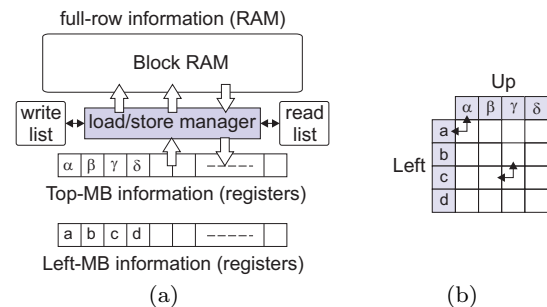 full-row information (RAM)
Block RAM
write
list
load/store manager
read
list
α β γ δ
Top-MB information (registers)
a b c d
Left-MB information (registers)
(a)
Up
α β γ δ
a
b
Left
c
d
(b)